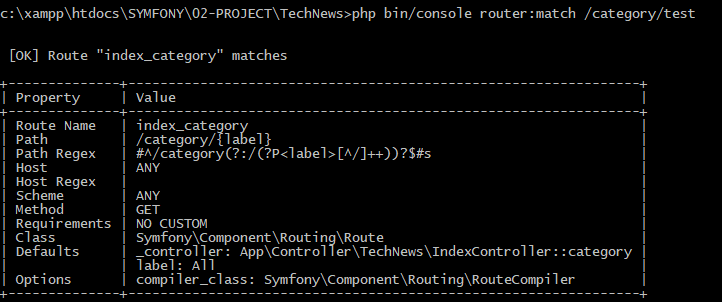 c:\xampp\htdocs\SYMFONY\02-PROJECT\TechNews>php bin/console router:match /category/test
[OK] Route "index_category" matches
+--------------+---------------------------------------------------------------+
| Property | Value |
+--------------+---------------------------------------------------------------+
| Route Name | index_category |
| Path | /category/{label} |
| Path Regex | #^/category(?:/(?P<label>[^/]++))?$#s |
| Host | ANY |
| Host Regex | |
| Scheme | ANY |
| Method | GET |
| Requirements | NO CUSTOM |
| Class | Symfony\Component\Routing\Route |
| Defaults | _controller: App\Controller\TechNews\IndexController::category |
| | label: All |
| Options | compiler_class: Symfony\Component\Routing\RouteCompiler |
+--------------+---------------------------------------------------------------+